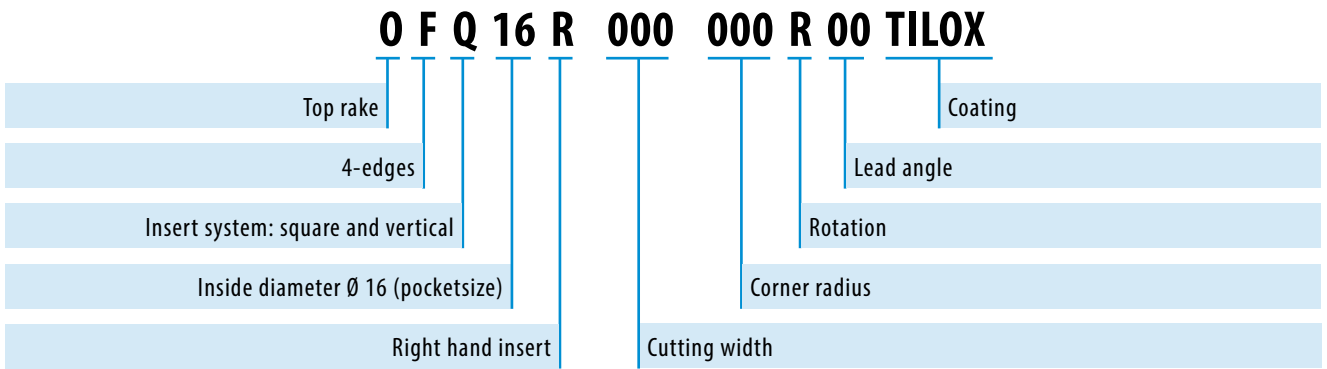 0 F Q 16 R 000 000 R 00 TILOX
Top rake
Coating
4-edges
Lead angle
Insert system: square and vertical
Rotation
Inside diameter Ø 16 (pocketsize)
Corner radius
Right hand insert
Cutting width